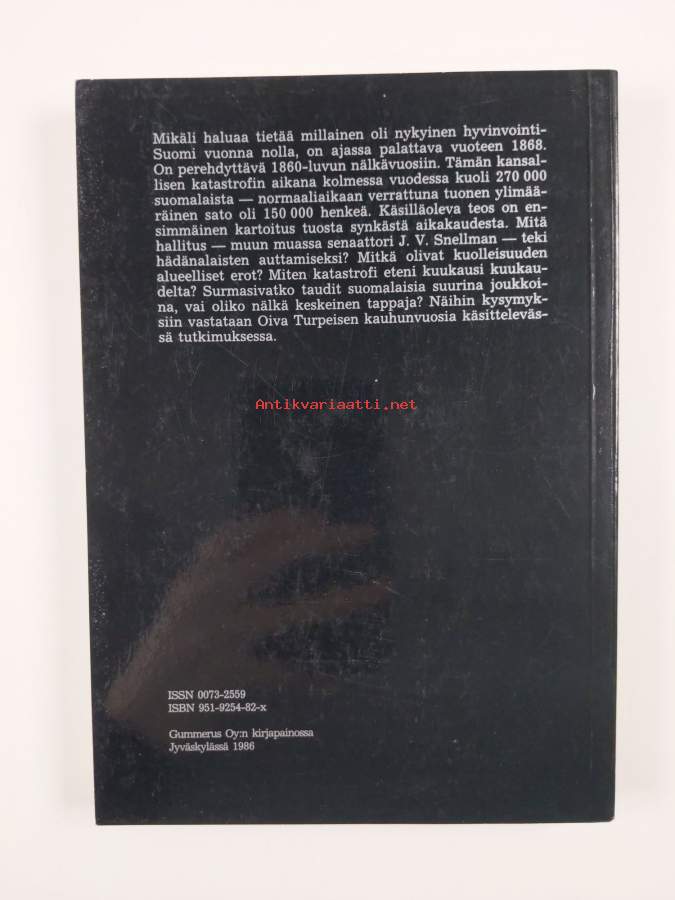 Mikäli haluaa tietää millainen oli nykyinen hyvinvointi-
Suomi vuonna nolla, on ajassa palattava vuoteen 1868.
On perehdyttävä 1860-luvun nälkävuosiin. Tämän kansal-
lisen katastrofin aikana kolmessa vuodessa kuoli 270 000
suomalaista — normaaliaikaan verrattuna tuonen ylimää-
räinen sato oli 150 000 henkeä. Käsilläoleva teos on en-
simmäinen kartoitus tuosta synkästä aikakaudesta. Mitä
hallitus — muun muassa senaattori J. V. Snellman — teki
hädänalaisten auttamiseksi? Mitkä olivat kuolleisuuden
alueelliset erot? Miten katastrofi eteni kuukausi kuukau-
delta? Surmasivatko taudit suomalaisia suurina joukkoi-
na, vai oliko nälkä keskeinen tappaja? Näihin kysymyk-
siin vastataan Oiva Turpeisen kauhunvuosia käsitteleväs-
sä tutkimuksessa.
Antikvariaatti.net
ISSN 0073-2559
ISBN 951-9254-82-x
Gummerus Oy:n kirjapainossa
Jyväskylässä 1986